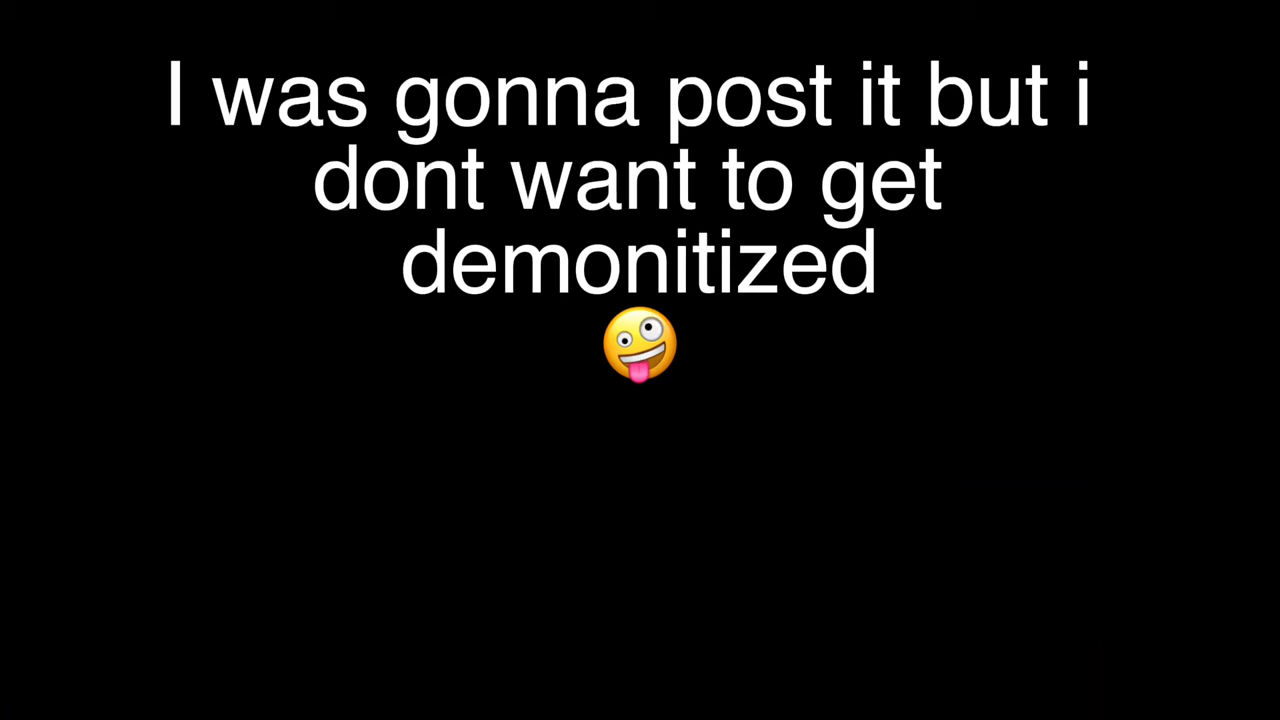 I was gonna post it but i
dont want to get
demonitized
🤪